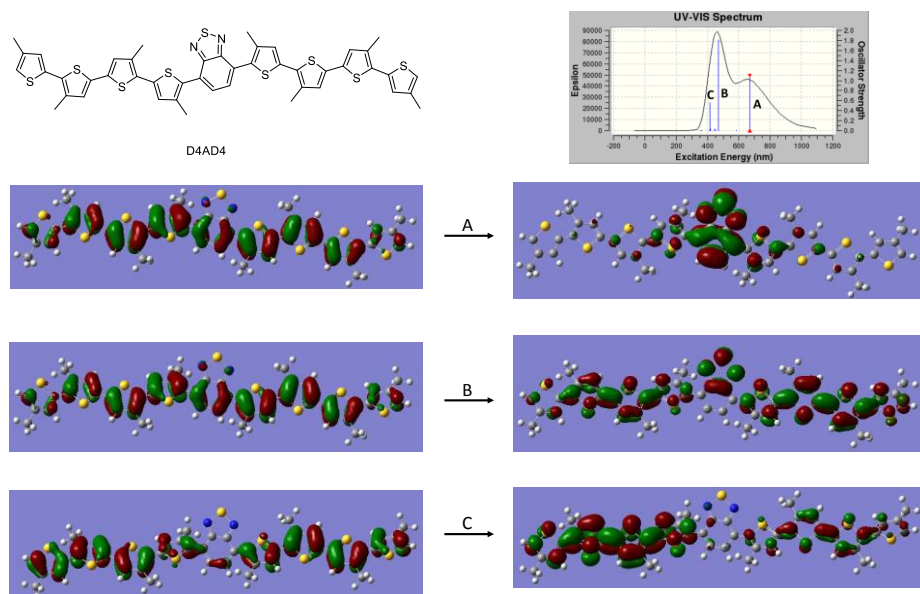 UV-VIS Spectrum
90000
80000
70000
60000
50000
40000
30000
20000
10000
0
Epsilon
2.0
1.8
1.6
1.4
1.2
1.0
0.8
0.6
0.4
0.2
0.0
Oscillator Strength
C
B
A
-200 0 200 400 600 800 1000 1200
Excitation Energy (nm)
N S N
S S S S S S S S
D4AD4
A
B
C